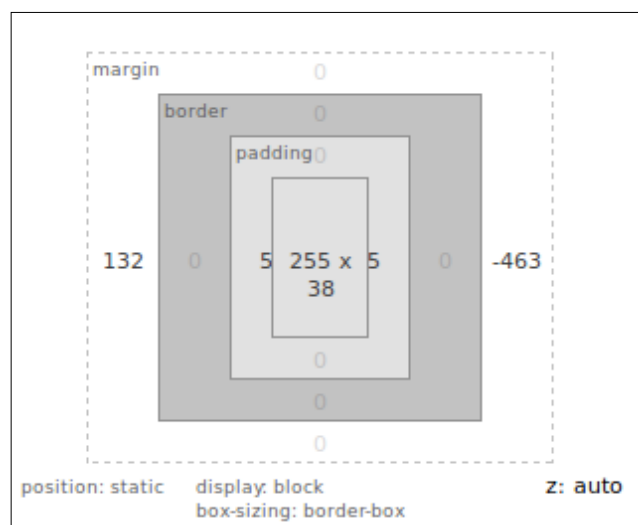 margin 0
border 0
padding 0
132 0 5 255 x 5 0 -463
38
0
0
0
position: static display: block z: auto
box-sizing: border-box